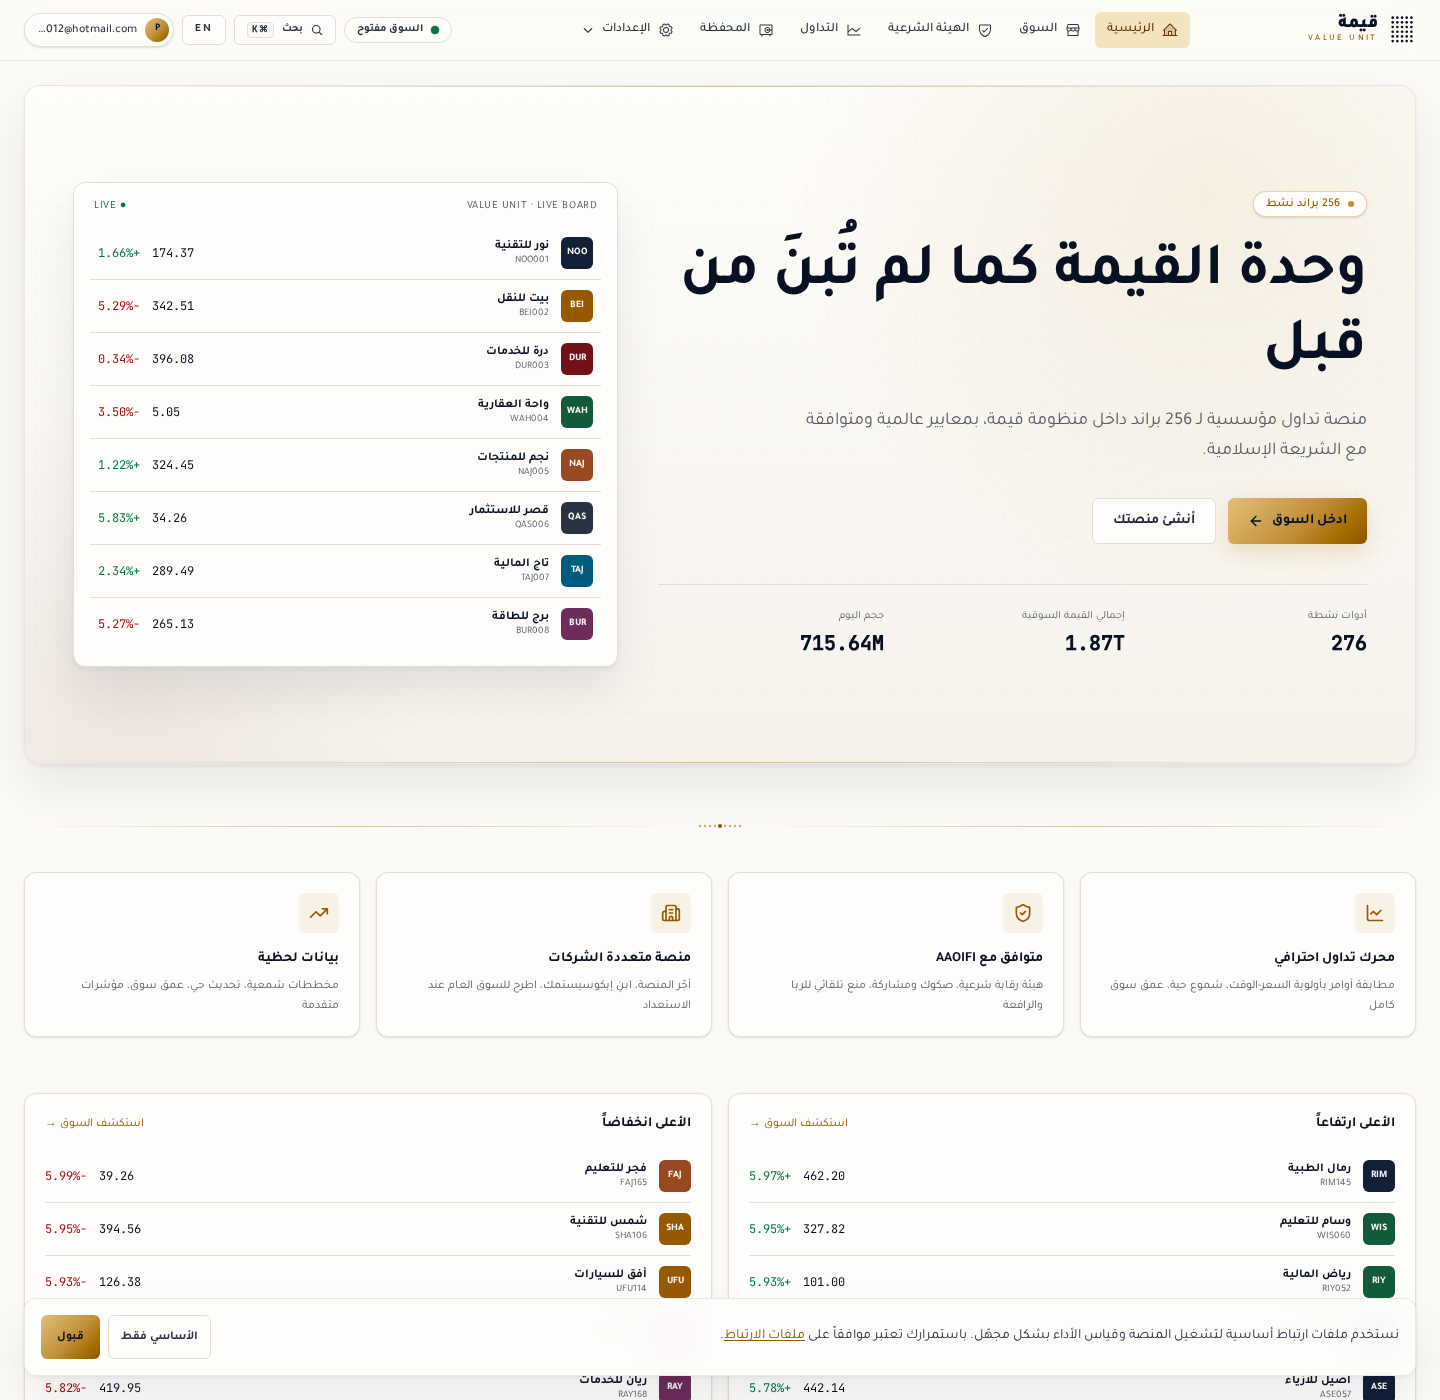 قيمة
VALUE UNIT
الرئيسية
السوق
الهيئة الشرعية
التداول
المحفظة
الإعدادات
السوق مفتوح
بحث ⌘K
EN
P
012@hotmail.com...
256 براند نشط
وحدة القيمة كما لم تُبنَ من
قبل
منصة تداول مؤسسية لـ 256 براند داخل منظومة قيمة، بمعايير عالمية ومتوافقة
مع الشريعة الإسلامية.
ادخل السوق ←
أنشئ منصتك
أدوات نشطة
276
إجمالي القيمة السوقية
1.87T
حجم اليوم
715.64M
VALUE UNIT · LIVE BOARD
● LIVE
NOO نور للتقنية 174.37 +1.66%
NOO001
BEI بيت للنقل 342.51 -5.29%
BEI002
DUR درة للخدمات 396.08 -0.34%
DUR003
WAH واحة العقارية 5.05 -3.50%
WAH004
NAJ نجم للمنتجات 324.45 +1.22%
NAJ005
QAS قصر للاستثمار 34.26 +5.83%
QAS006
TAJ تاج المالية 289.49 +2.34%
TAJ007
BUR برج للطاقة 265.13 -5.27%
BUR008
محرك تداول احترافي
مطابقة أوامر بأولوية السعر-الوقت، شموع حية، عمق سوق
كامل
متوافق مع AAOIFI
هيئة رقابة شرعية، صكوك ومشاركة، منع تلقائي للربا
والرافعة
منصة متعددة الشركات
أجّر المنصة، ابنِ إيكوسيستمك، اطرح للسوق العام عند
الاستعداد
بيانات لحظية
مخططات شمعية، تحديث حي، عمق سوق، مؤشرات
متقدمة
الأعلى ارتفاعاً
استكشف السوق →
RIM رمال الطبية 462.20 +5.97%
RIM145
WIS وسام للتعليم 327.82 +5.95%
WIS060
RIY رياض المالية 101.00 +5.93%
RIY052
ASE أصيل للأزياء 442.14 +5.78%
ASE057
الأعلى انخفاضاً
استكشف السوق →
FAJ فجر للتعليم 39.26 -5.99%
FAJ165
SHA شمس للتقنية 394.56 -5.95%
SHA106
UFU أفق للسيارات 126.38 -5.93%
UFU114
RAY ريان للخدمات 419.95 -5.82%
RAY168
نستخدم ملفات ارتباط أساسية لتشغيل المنصة وقياس الأداء بشكل مجهّل. باستمرارك تعتبر موافقاً على ملفات الارتباط.
الأساسي فقط
قبول